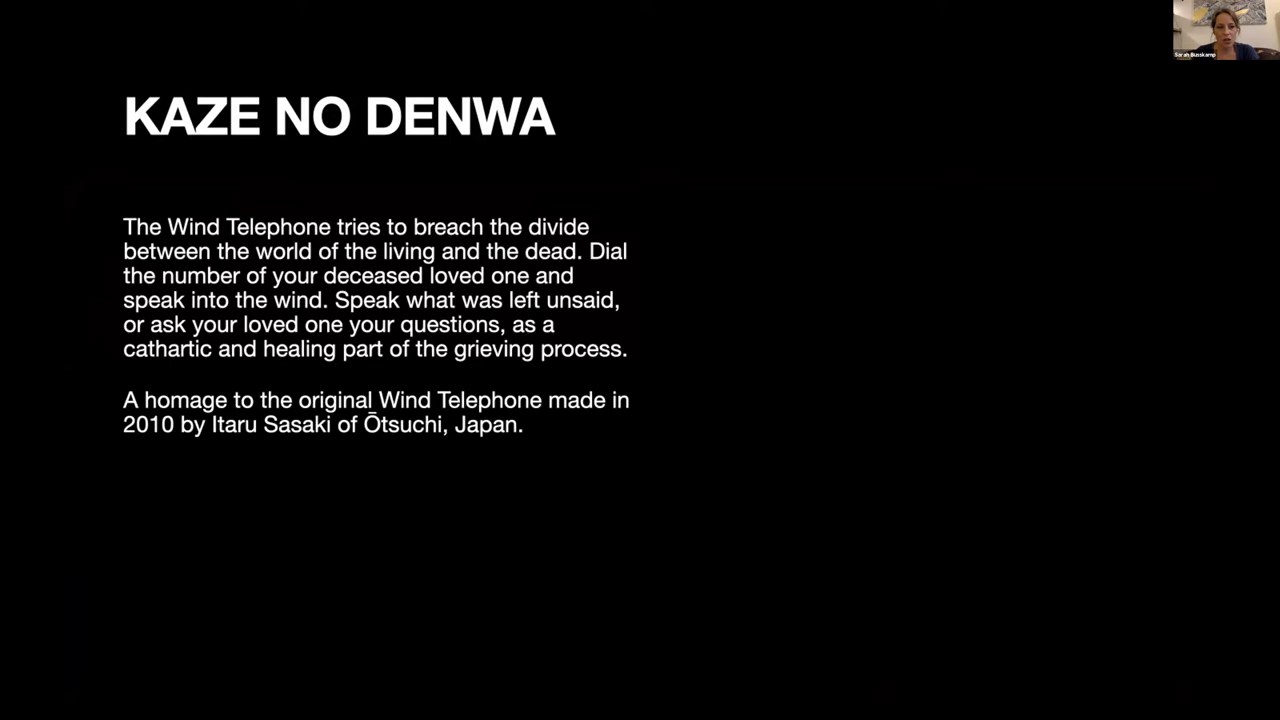 Sarah Busskamp
KAZE NO DENWA
The Wind Telephone tries to breach the divide
between the world of the living and the dead. Dial
the number of your deceased loved one and
speak into the wind. Speak what was left unsaid,
or ask your loved one your questions, as a
cathartic and healing part of the grieving process.
A homage to the original Wind Telephone made in
2010 by Itaru Sasaki of Ōtsuchi, Japan.